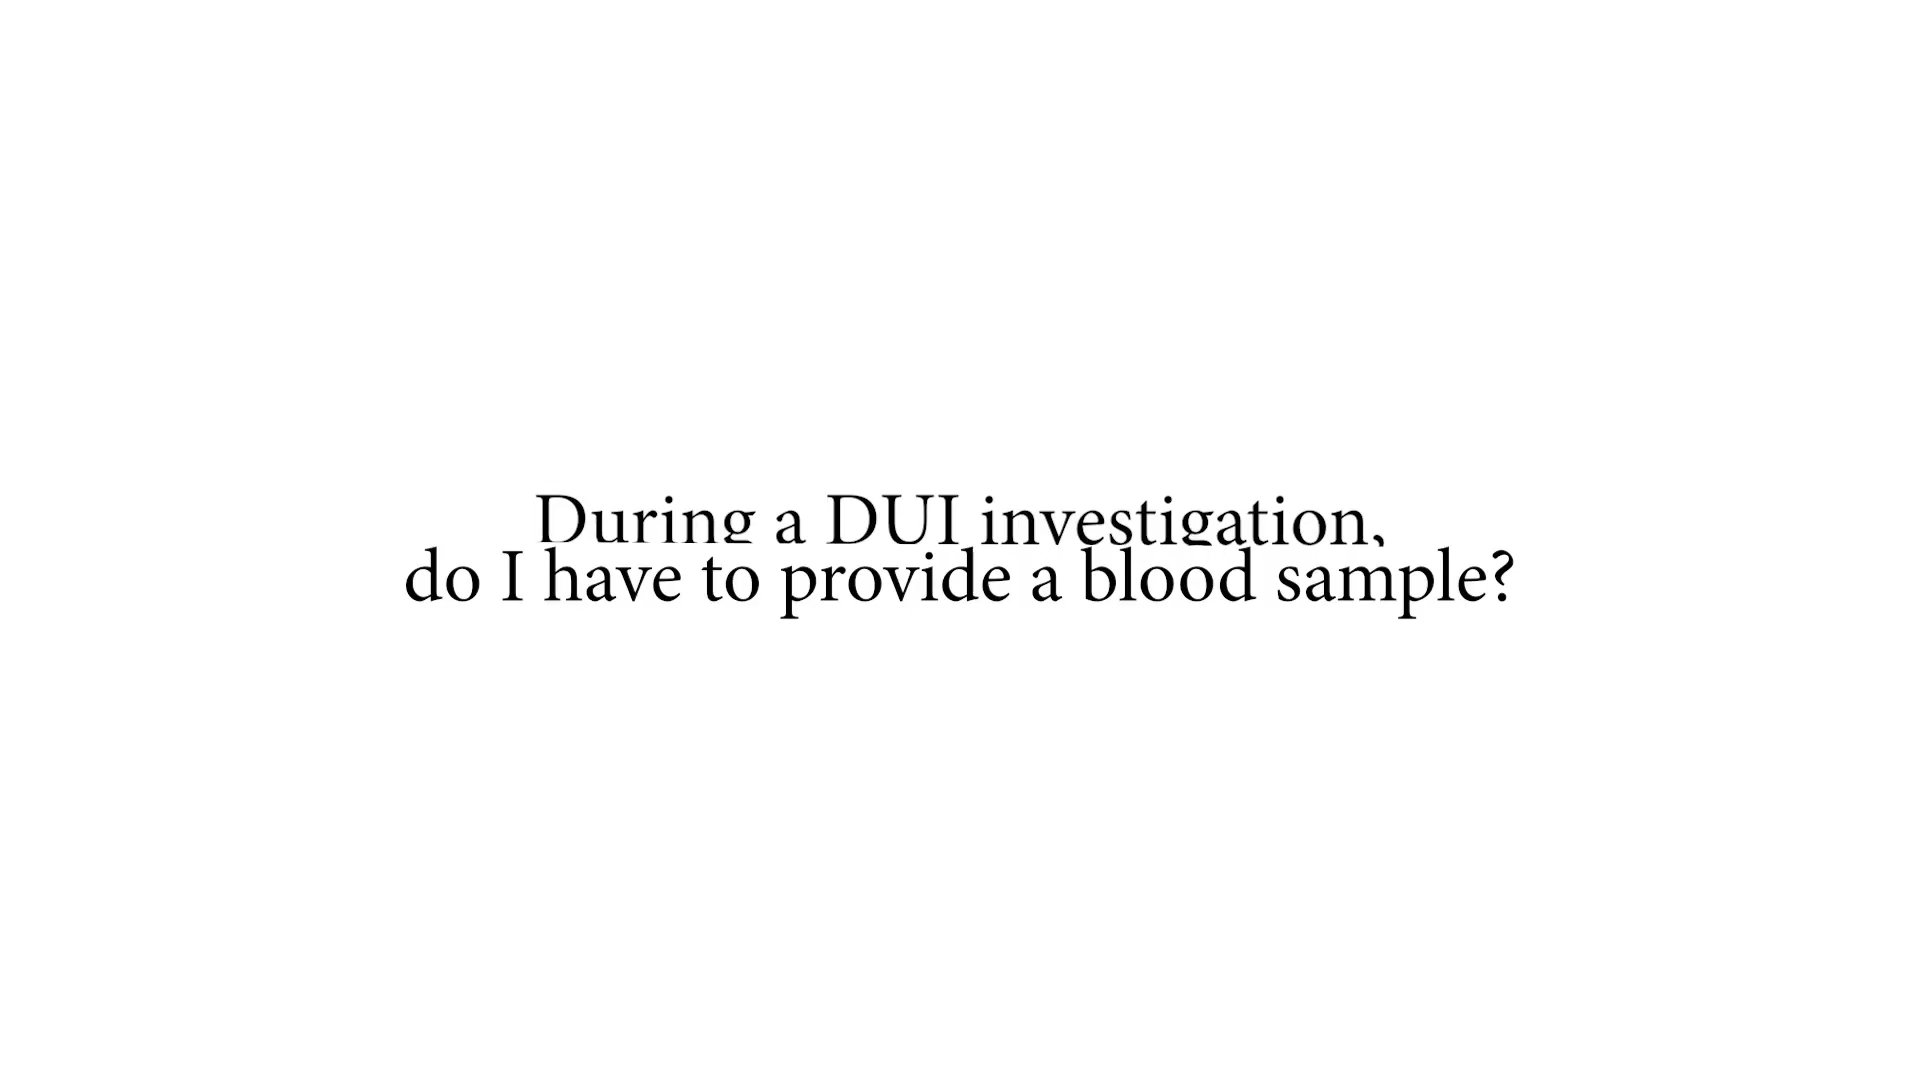 During a DUI investigation,
do I have to provide a blood sample?